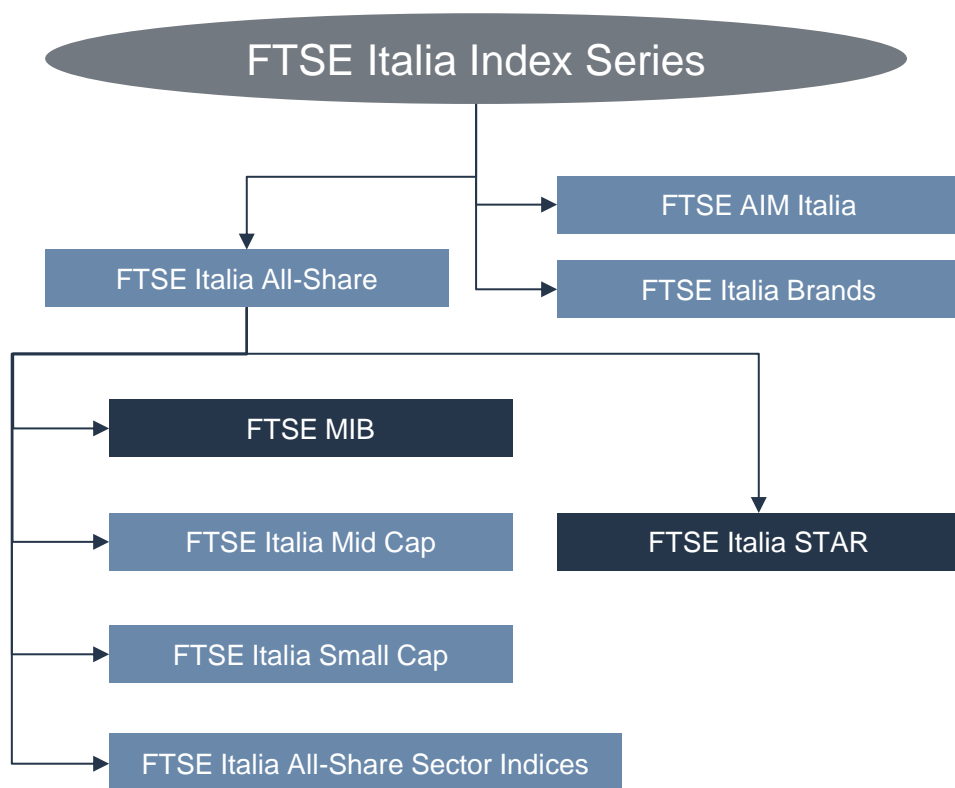 FTSE Italia Index Series
FTSE AIM Italia
FTSE Italia All-Share
FTSE Italia Brands
FTSE MIB
FTSE Italia Mid Cap
FTSE Italia STAR
FTSE Italia Small Cap
FTSE Italia All-Share Sector Indices